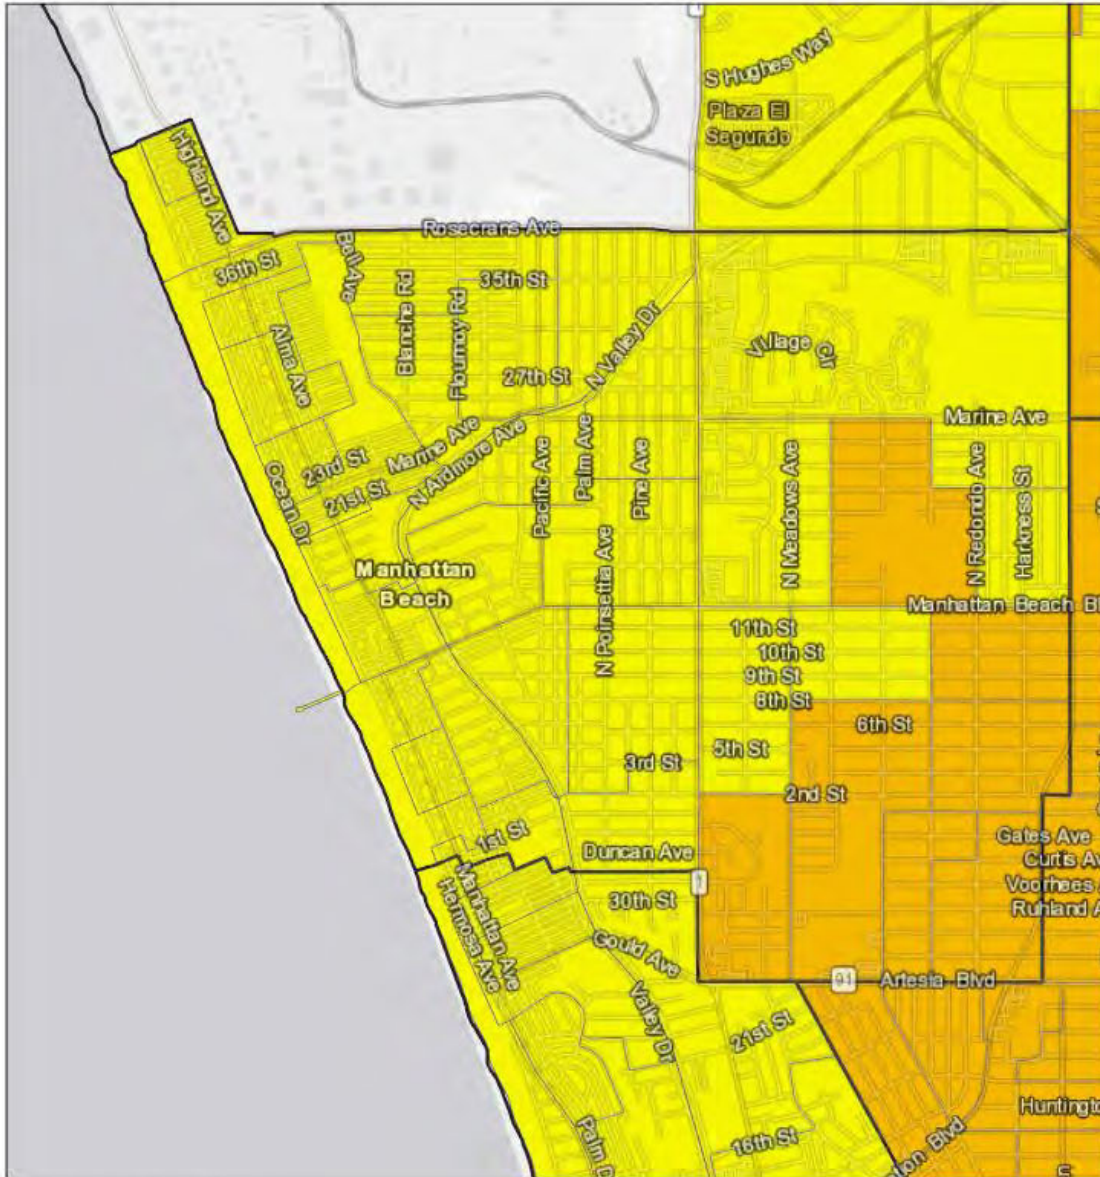 S Hughes Way
Plaza El
Segundo
Highland Ave
Rosecrans Ave
36th St
Bell Ave
Blanche Rd
Flournoy Rd
35th St
N Valley Dr
Village Cir
Alma Ave
27th St
Marine Ave
23rd St
Marine Ave
21st St
N Ardmore Ave
Ocean Dr
Pacific Ave
Palm Ave
Pine Ave
N Meadows Ave
N Redondo Ave
Harkness St
Manhattan
Beach
N Poinsettia Ave
Manhattan Beach Bl
11th St
10th St
9th St
8th St
6th St
5th St
3rd St
2nd St
1st St
Duncan Ave
Gates Ave
Curtis Av
Voorhees
Ruhland A
1
30th St
Manhattan Ave
Hermosa Ave
Gould Ave
91
Artesia Blvd
Valley Dr
21st St
Huntingto
Palm D
16th St
ton Blvd